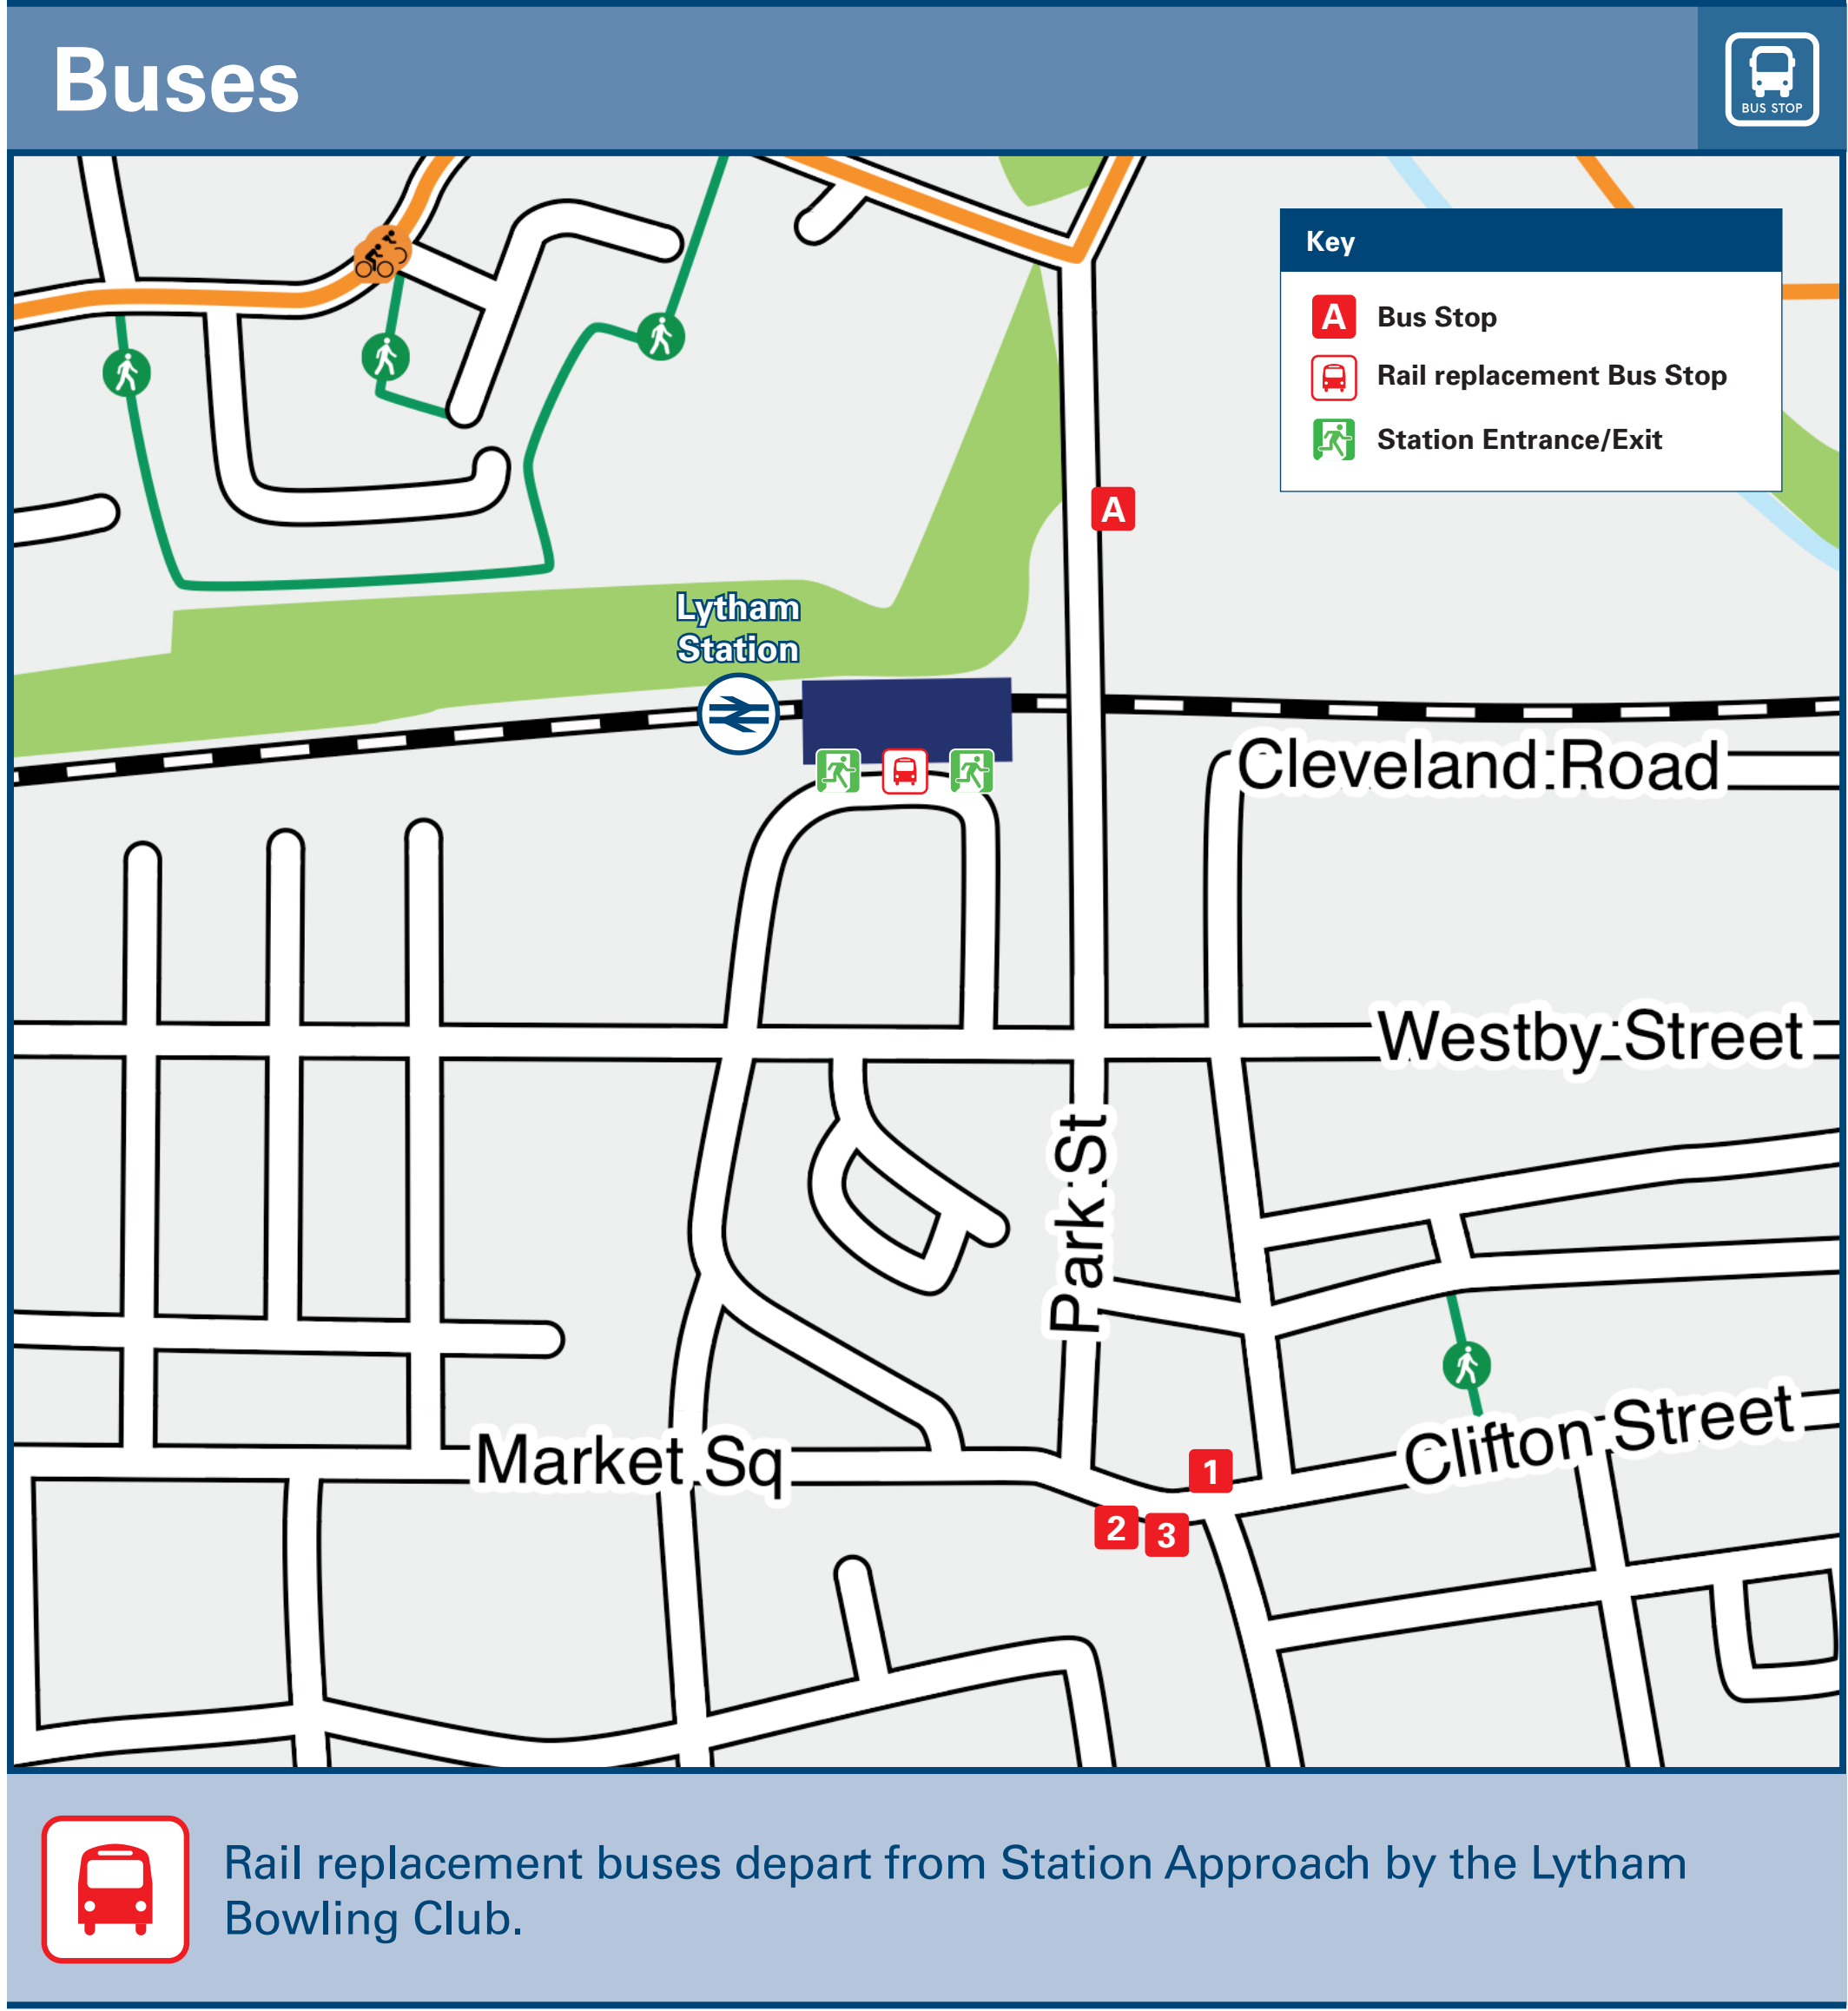 Buses
BUS STOP
Key
A Bus Stop
Rail replacement Bus Stop
Station Entrance/Exit
A
Lytham
Station
Cleveland Road
Westby Street
Park St
Clifton Street
Market Sq
1
2
3
Rail replacement buses depart from Station Approach by the Lytham
Bowling Club.